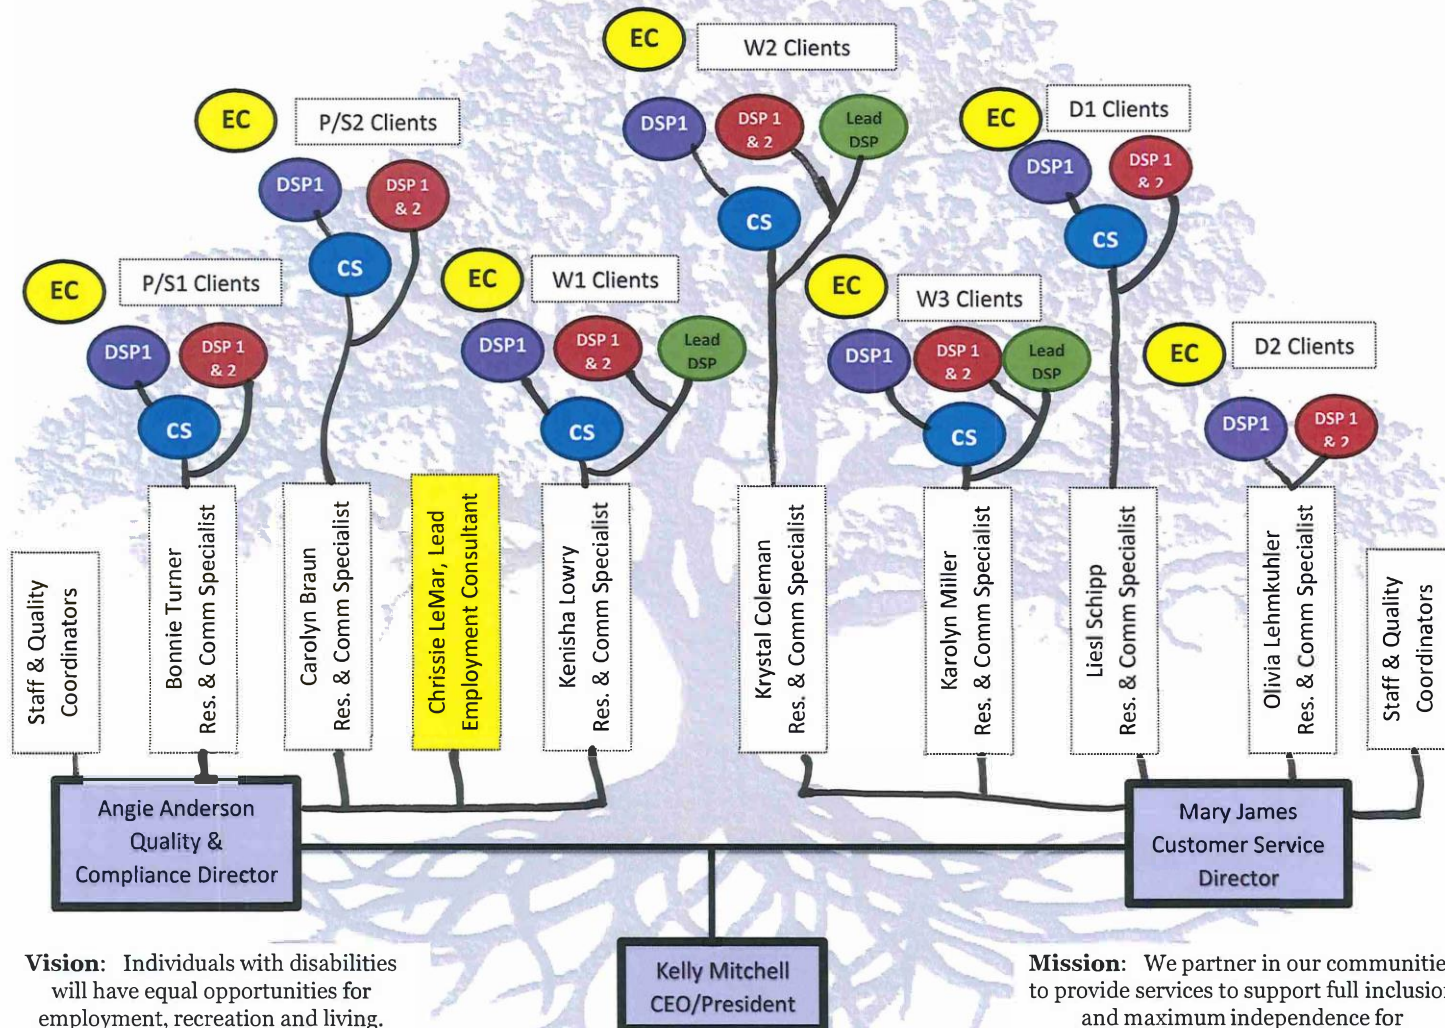 EC
W2 Clients
DSP1
DSP 1
& 2
Lead
DSP
CS
EC
P/S2 Clients
DSP1
DSP 1
& 2
CS
EC
D1 Clients
DSP1
DSP 1
& 2
CS
EC
P/S1 Clients
DSP1
DSP 1
& 2
CS
EC
W1 Clients
DSP1
DSP 1
& 2
Lead
DSP
CS
EC
W3 Clients
DSP1
DSP 1
& 2
Lead
DSP
CS
EC
D2 Clients
DSP1
DSP 1
& 2
Staff & Quality
Coordinators
Bonnie Turner
Res. & Comm Specialist
Carolyn Braun
Res. & Comm Specialist
Chrissie LeMar, Lead
Employment Consultant
Kenisha Lowry
Res. & Comm Specialist
Krystal Coleman
Res. & Comm Specialist
Karolyn Miller
Res. & Comm Specialist
Liesl Schipp
Res. & Comm Specialist
Olivia Lehmkuhler
Res. & Comm Specialist
Staff & Quality
Coordinators
Angie Anderson
Quality &
Compliance Director
Mary James
Customer Service
Director
Kelly Mitchell
CEO/President
Vision: Individuals with disabilities
will have equal opportunities for
employment, recreation and living.
Mission: We partner in our communitie
to provide services to support full inclusion
and maximum independence for